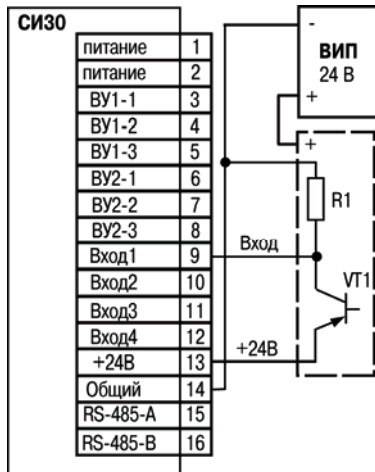 СИ30
питание 1
питание 2
ВУ1-1 3
ВУ1-2 4
ВУ1-3 5
ВУ2-1 6
ВУ2-2 7
ВУ2-3 8
Вход1 9
Вход2 10
Вход3 11
Вход4 12
+24В 13
Общий 14
RS-485-A 15
RS-485-B 16
Вход
+24В
-
ВИП
24 В
+
+
R1
VT1